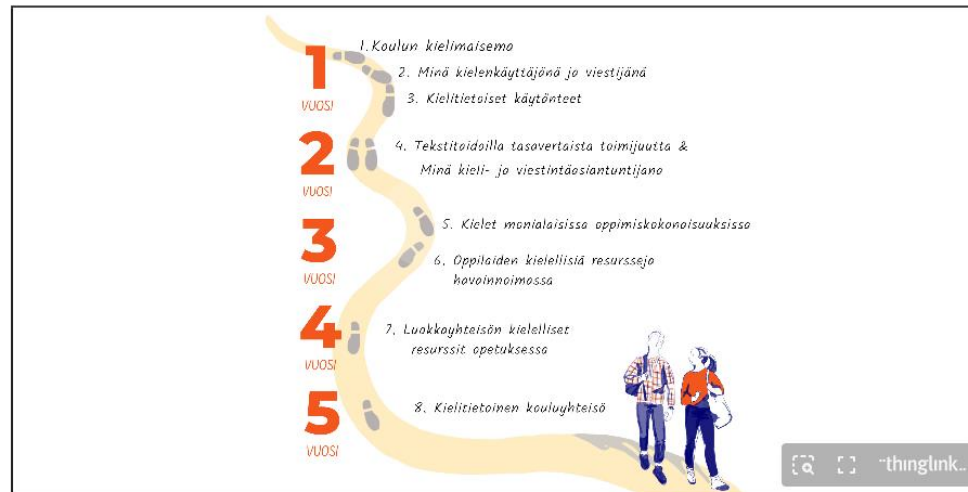 1
VUOSI
1. Koulun kielimaisema
2. Minä kielenkäyttäjänä ja viestijänä
3. Kielitietoiset käytänteet
2
VUOSI
4. Tekstitaidoilla tasavertaista toimijuutta &
Minä kieli- ja viestintäasiantuntijana
3
VUOSI
5. Kielet monialaisissa oppimiskokonaisuuksissa
6. Oppilaiden kielellisiä resursseja
havainnoimassa
4
VUOSI
7. Luokkayhteisön kielelliset
resurssit opetuksessa
5
VUOSI
8. Kielitietoinen kouluyhteisö
thinglink..